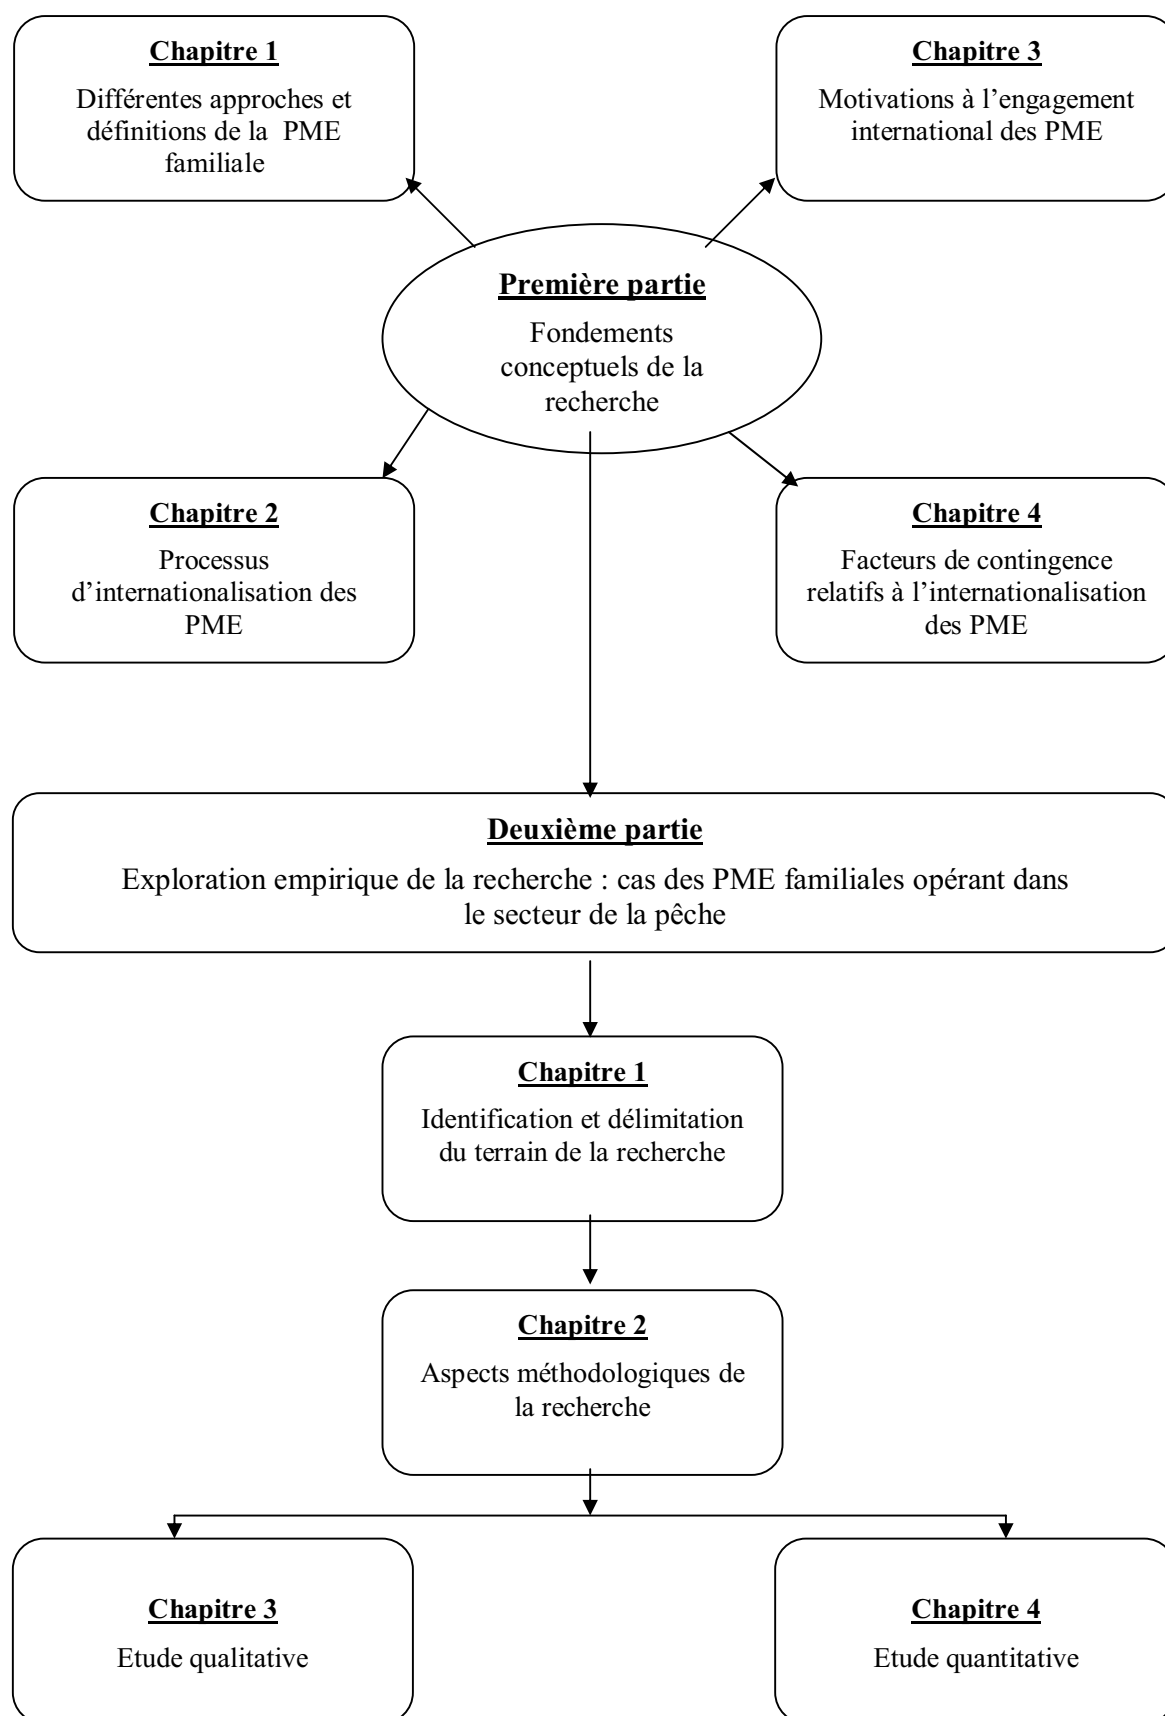 Chapitre 1
Différentes approches et
définitions de la PME
familiale
Chapitre 3
Motivations à l’engagement
international des PME
Première partie
Fondements
conceptuels de la
recherche
Chapitre 2
Processus
d’internationalisation des
PME
Chapitre 4
Facteurs de contingence
relatifs à l’internationalisation
des PME
Deuxième partie
Exploration empirique de la recherche : cas des PME familiales opérant dans
le secteur de la pêche
Chapitre 1
Identification et délimitation
du terrain de la recherche
Chapitre 2
Aspects méthodologiques de
la recherche
Chapitre 3
Etude qualitative
Chapitre 4
Etude quantitative